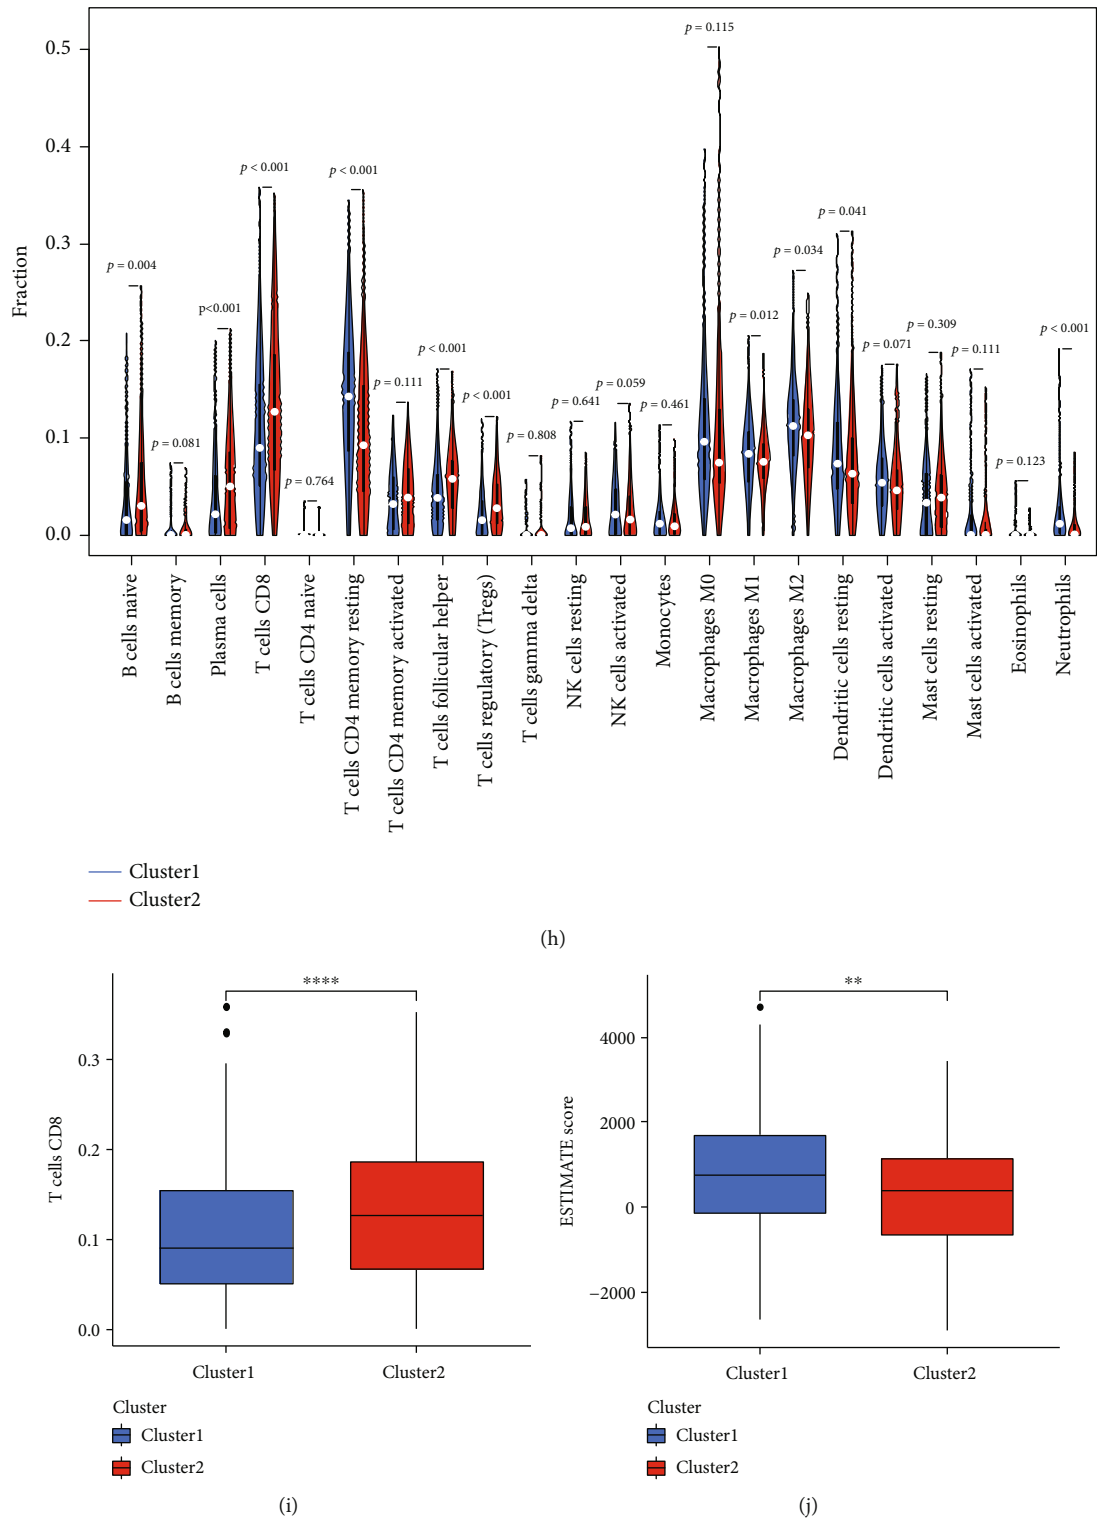 Fraction
0.5
0.4
0.3
0.2
0.1
0.0
p = 0.004
p = 0.081
p<0.001
p < 0.001
p = 0.764
p < 0.001
p = 0.111
p < 0.001
p < 0.001
p = 0.808
p = 0.641
p = 0.059
p = 0.461
p = 0.115
p = 0.012
p = 0.034
p = 0.041
p = 0.071
p = 0.309
p = 0.111
p = 0.123
p < 0.001
B cells naive
B cells memory
Plasma cells
T cells CD8
T cells CD4 naive
T cells CD4 memory resting
T cells CD4 memory activated
T cells follicular helper
T cells regulatory (Tregs)
T cells gamma delta
NK cells resting
NK cells activated
Monocytes
Macrophages M0
Macrophages M1
Macrophages M2
Dendritic cells resting
Dendritic cells activated
Mast cells resting
Mast cells activated
Eosinophils
Neutrophils
Cluster1
Cluster2
(h)
T cells CD8
0.3
0.2
0.1
0.0
****
Cluster1
Cluster2
Cluster
Cluster1
Cluster2
(i)
ESTIMATE score
4000
2000
0
−2000
**
Cluster1
Cluster2
Cluster
Cluster1
Cluster2
(j)